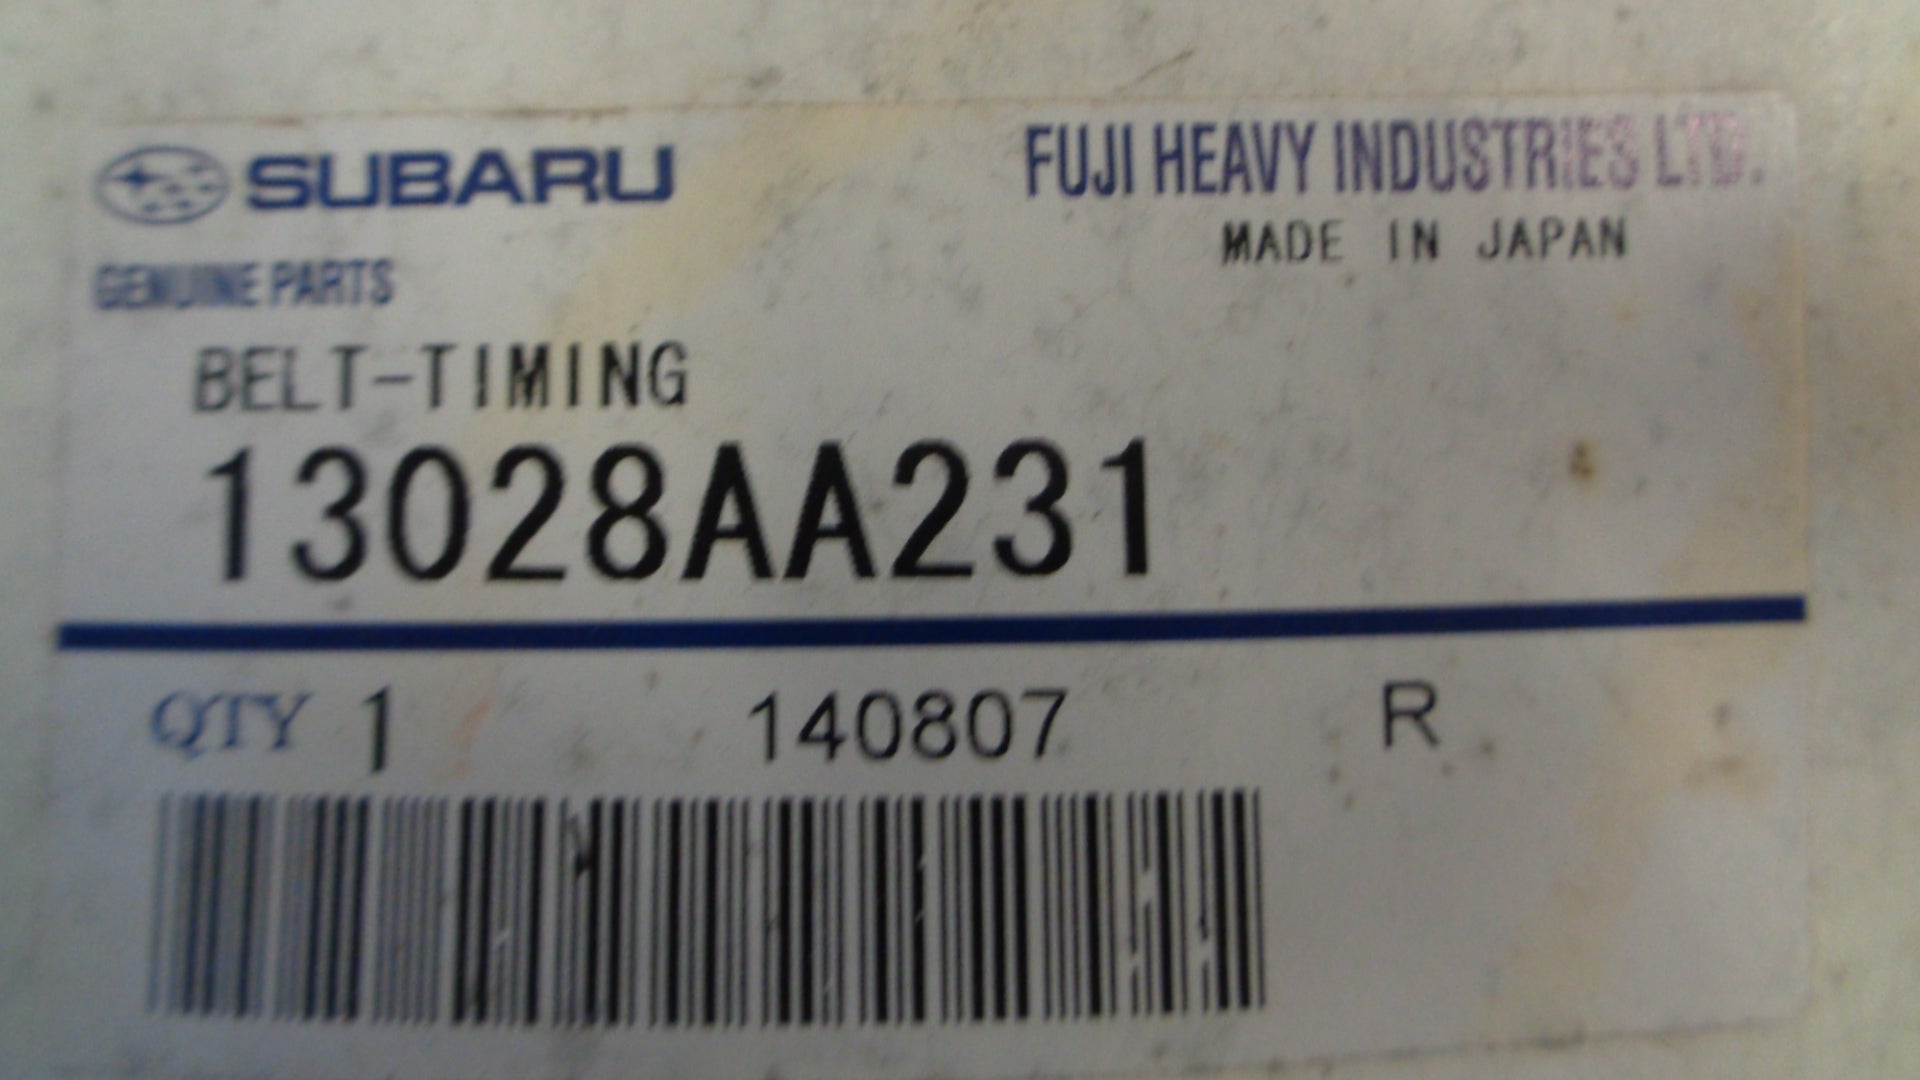 SUBARU
FUJI HEAVY INDUSTRIES LTD.
MADE IN JAPAN
GENUINE PARTS
BELT-TIMING
13028AA231
QTY 1 140807 R